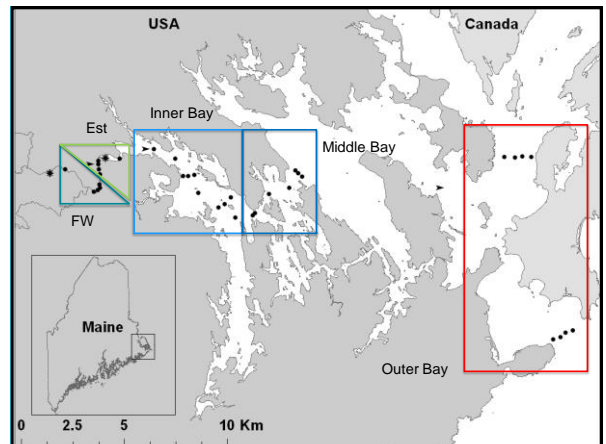 USA
Canada
Inner Bay
Est
Middle Bay
FW
Maine
Outer Bay
0 2.5 5 10 Km